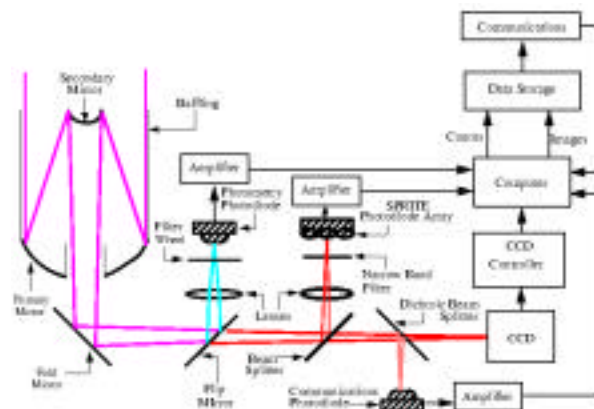 Communications
Secondary
Mirror
Baffling
Data Storage
Counts
Images
Amplifier
Amplifier
Computer
Photometry
Photodiode
SPRITE
Photodiode Array
Filter
Wheel
CCD
Controller
Narrow Band
Filter
Primary
Mirror
Lenses
Dichroic Beam
Splitter
CCD
Fold
Mirror
Beam
Splitter
Flip
Mirror
Communications
Photodiode
Amplifier